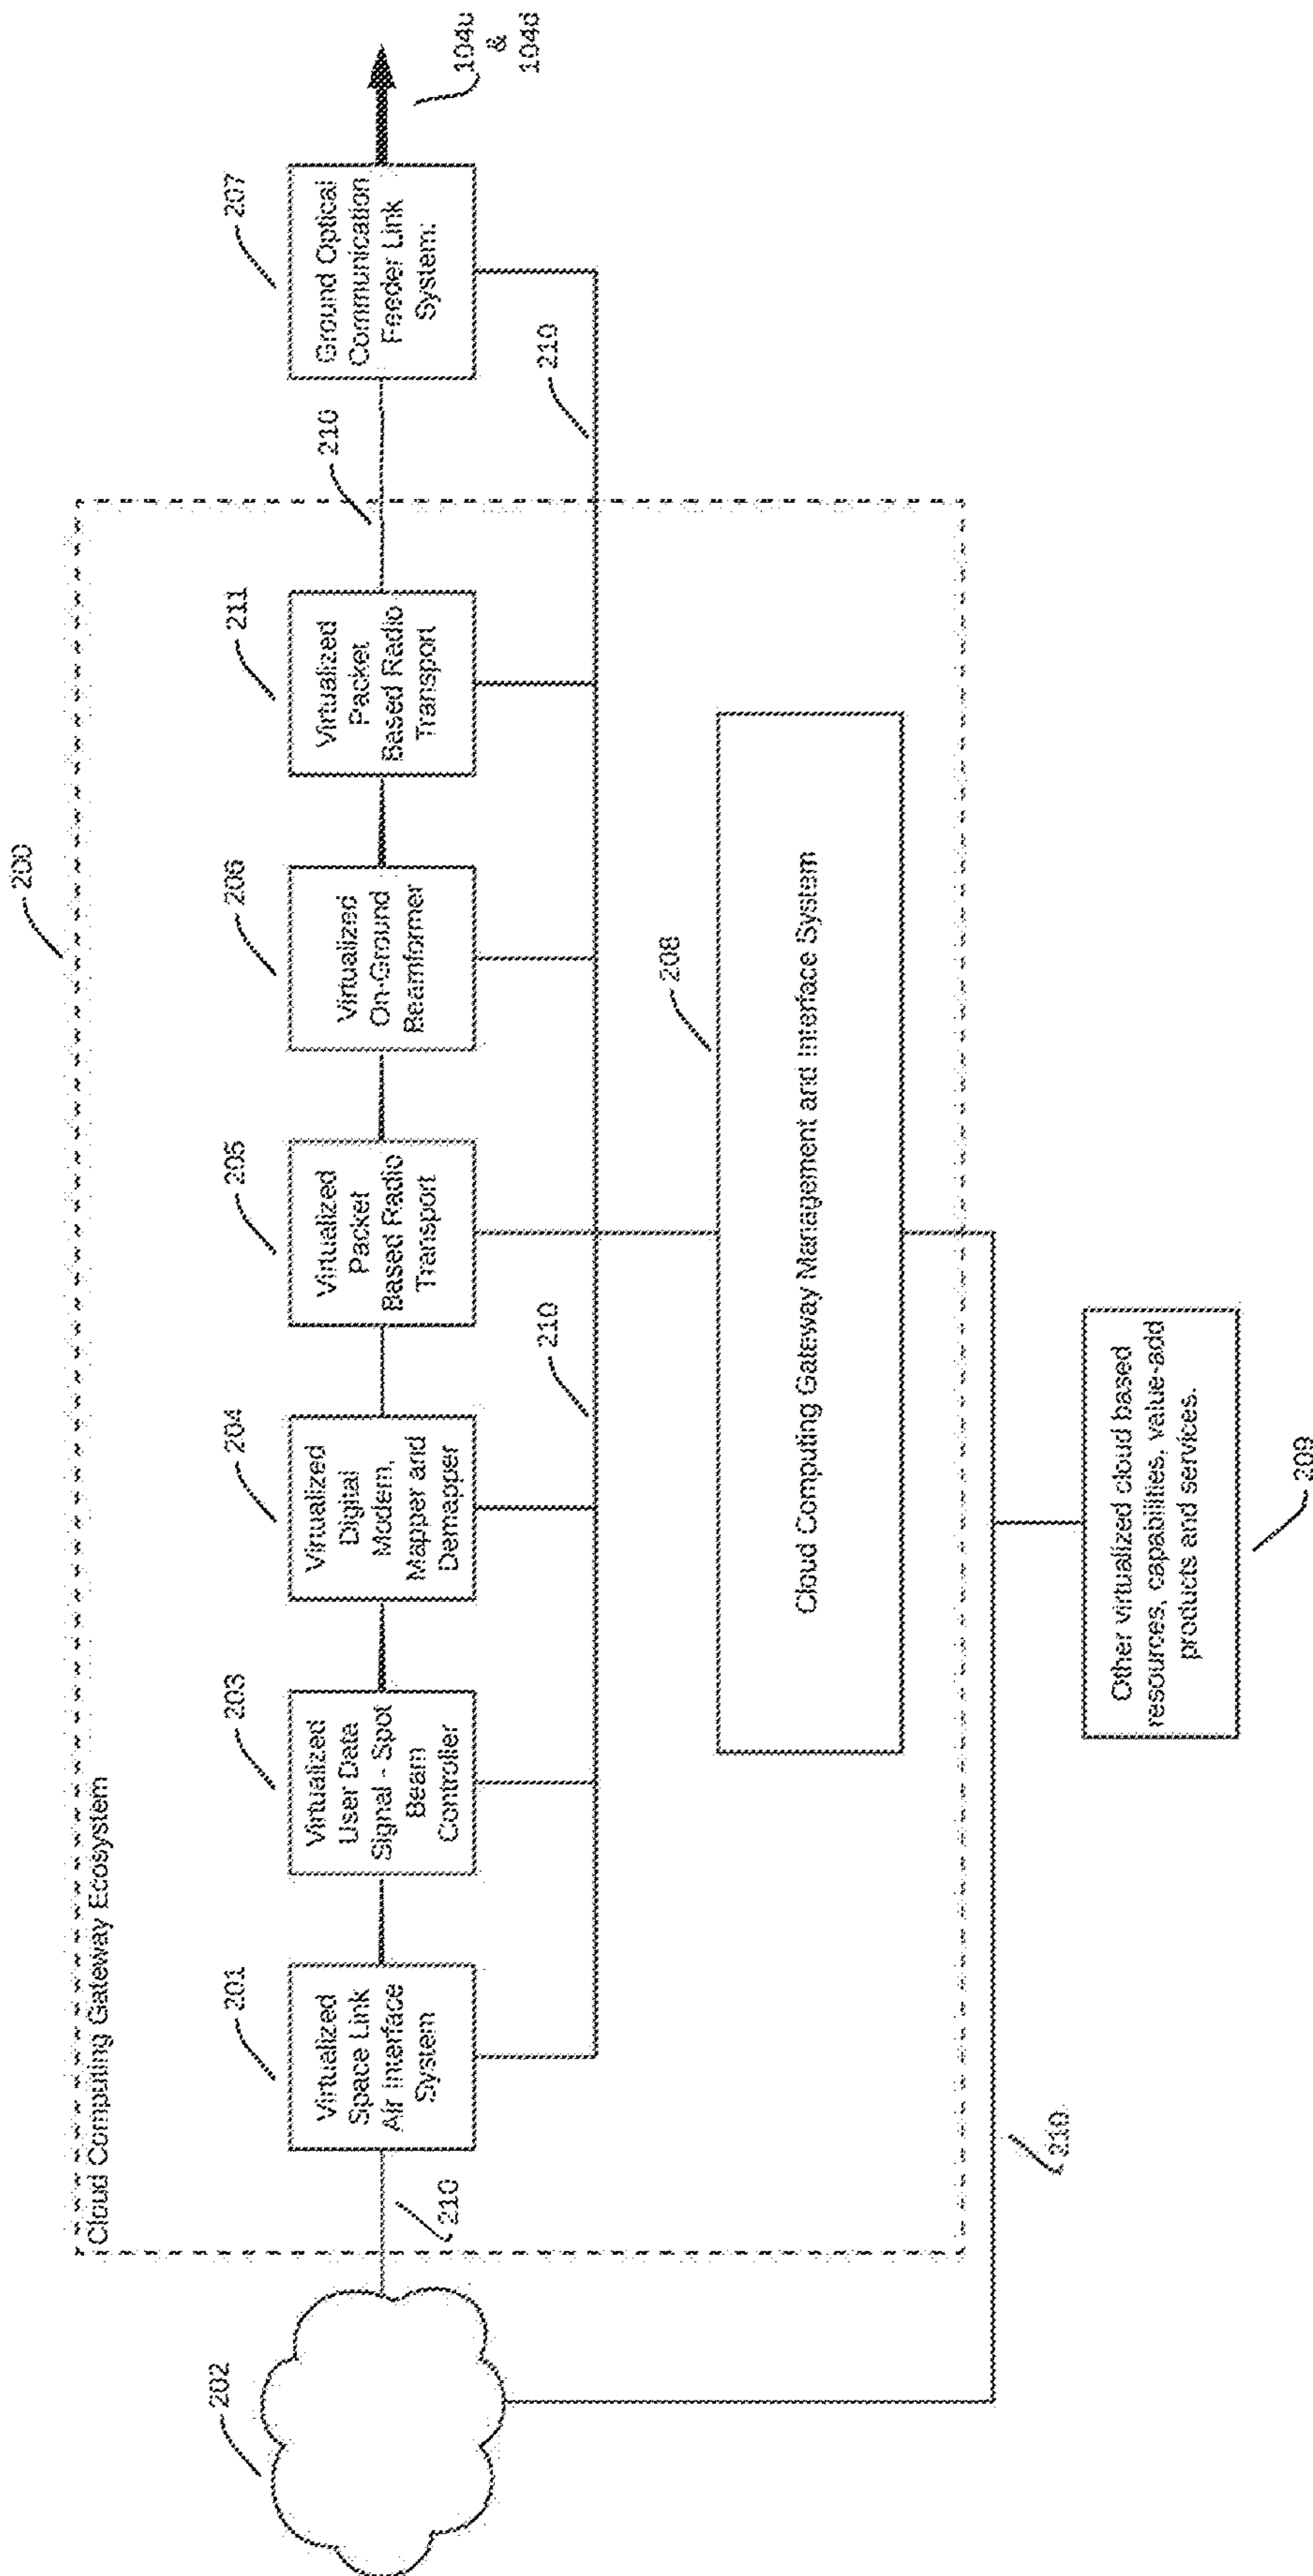 200
Cloud Computing Gateway Ecosystem
202
210
201
Virtualized
Space Link
Air Interface
System
203
Virtualized
User Data
Signal - Spot
Beam
Controller
204
Virtualized
Digital
Modem,
Mapper and
Demapper
205
Virtualized
Packet
Based Radio
Transport
206
Virtualized
On-Ground
Beamformer
211
Virtualized
Packet
Based Radio
Transport
210
207
Ground Optical
Communication
Feeder Link
System.
104u
&
104d
210
210
208
Cloud Computing Gateway Management and Interface System
210
Other virtualized cloud based
resources, capabilities, value-add
products and services.
209